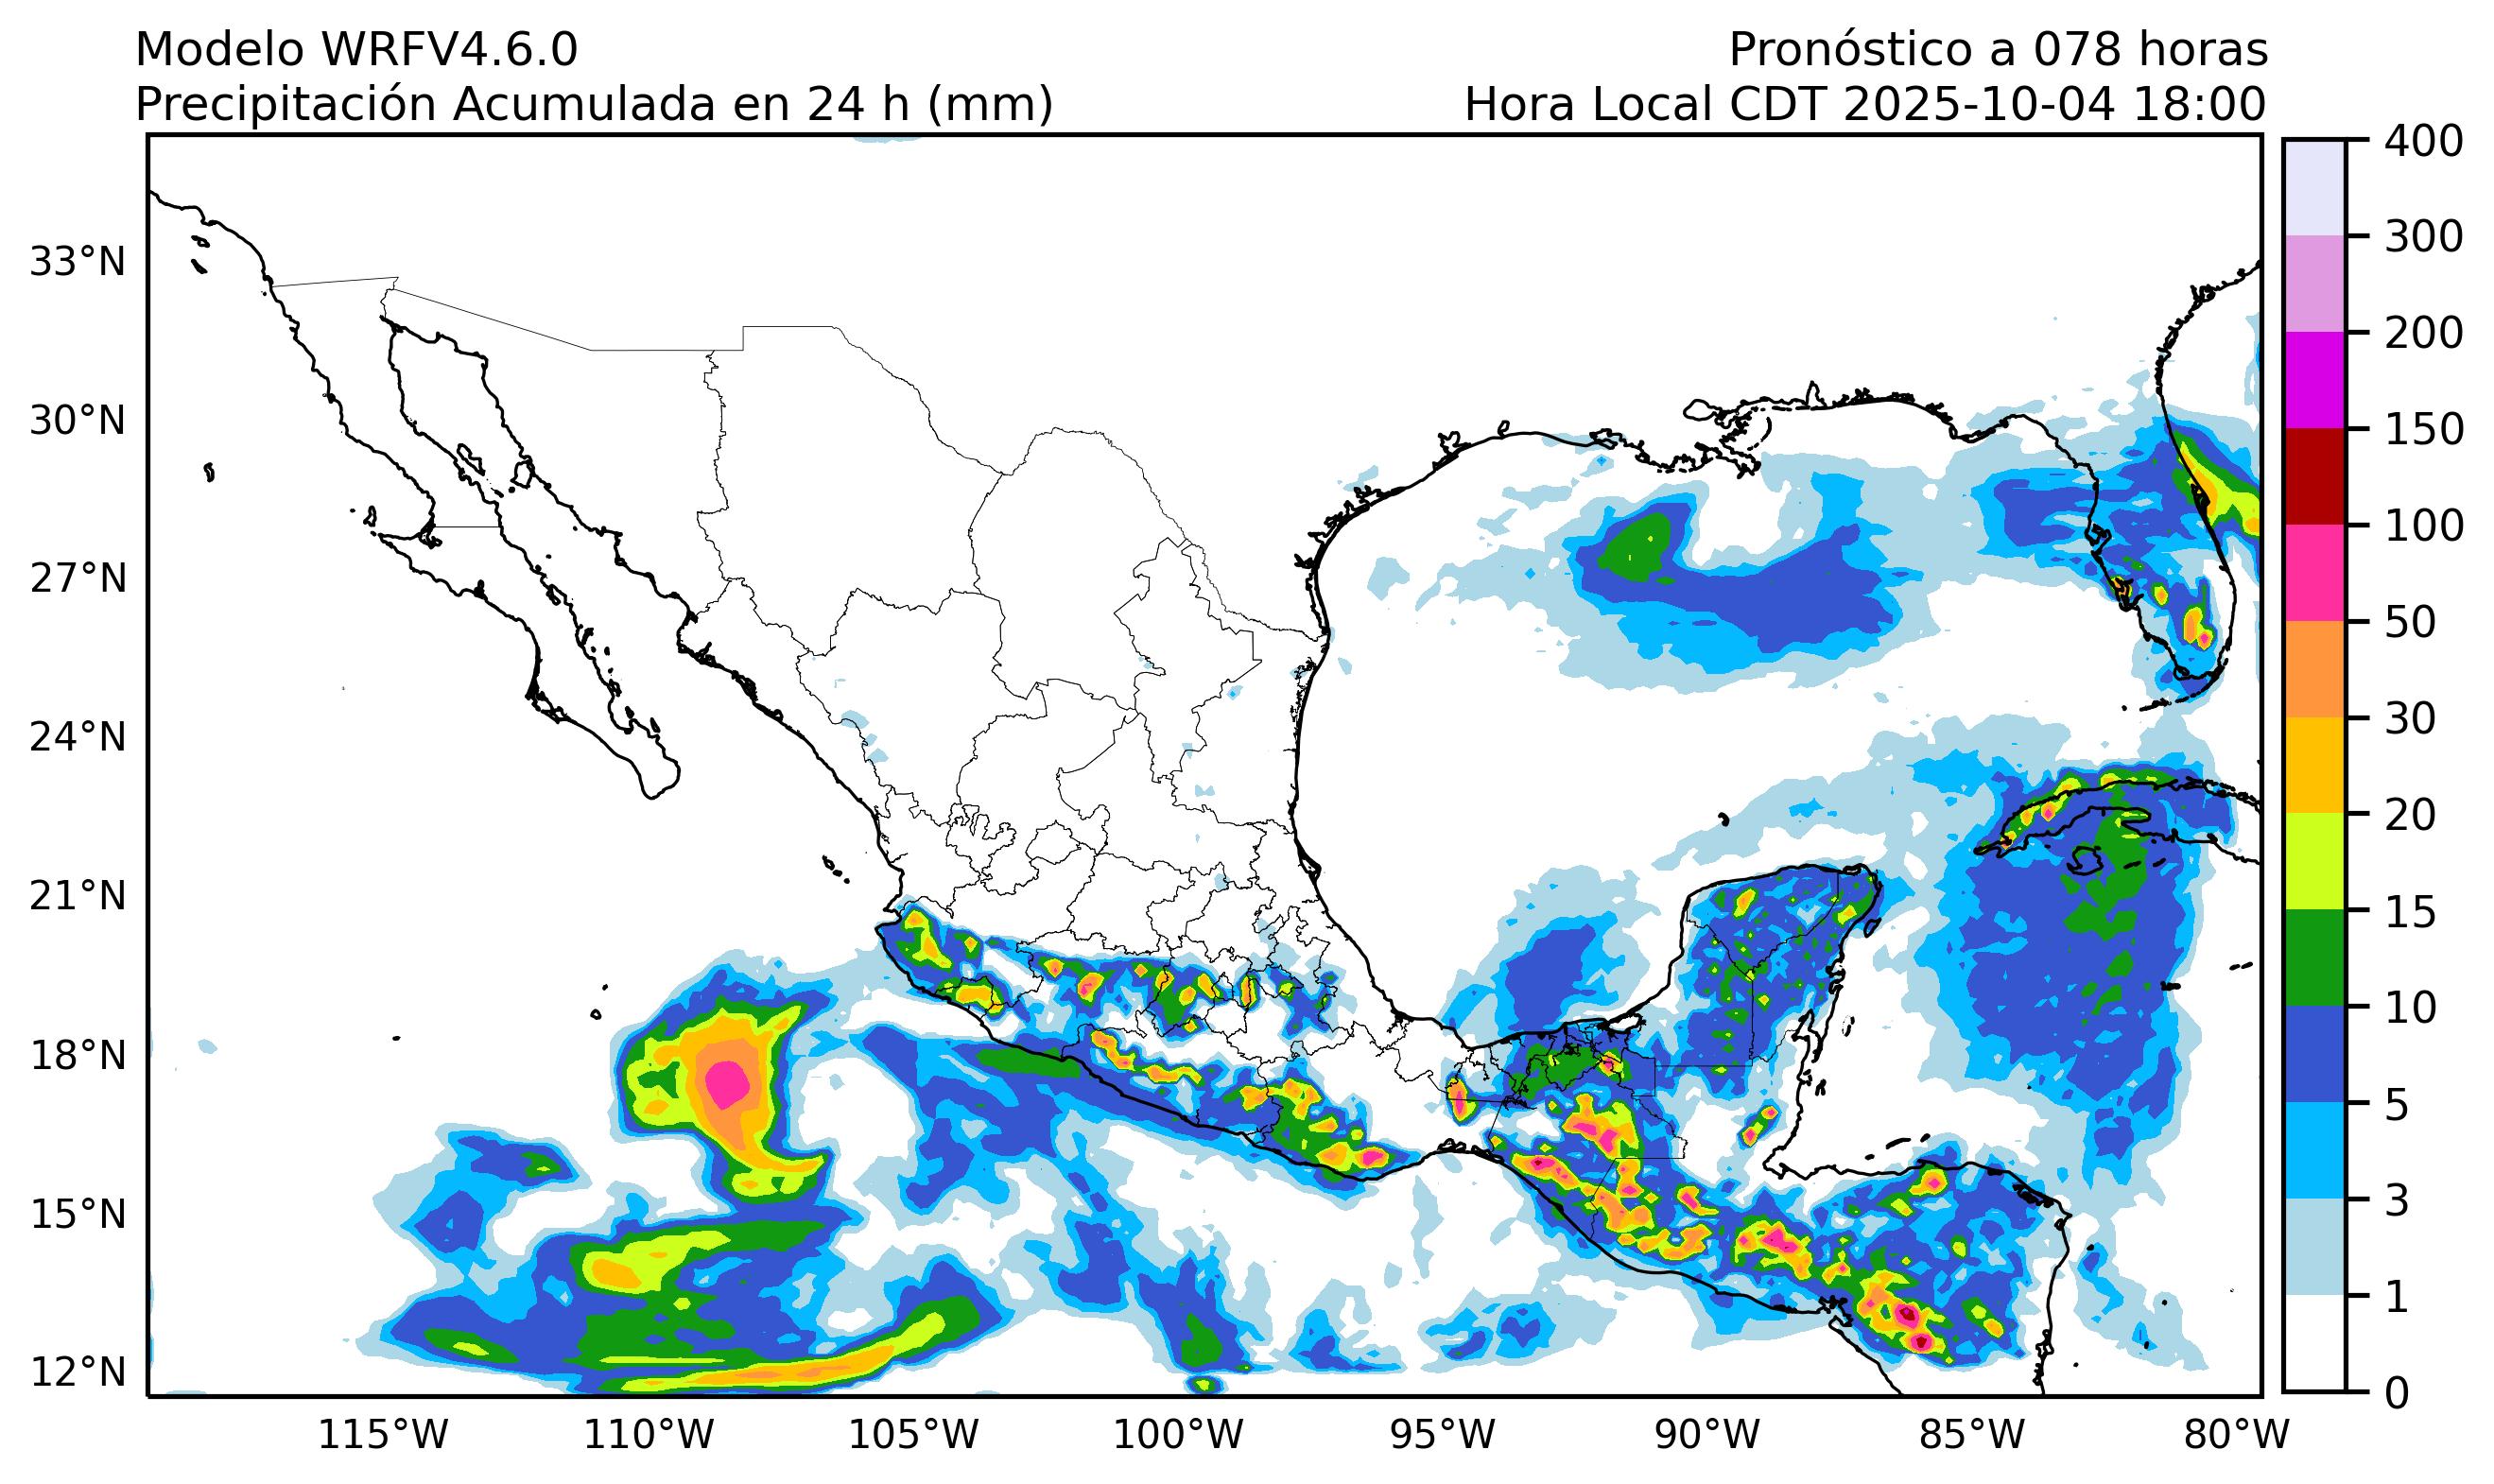 Modelo WRFV4.6.0
Pronóstico a 078 horas
Precipitación Acumulada en 24 h (mm)
Hora Local CDT 2025-10-04 18:00
400
300
200
150
100
50
30
20
15
10
5
3
1
0
33°N
30°N
27°N
24°N
21°N
18°N
15°N
12°N
115°W
110°W
105°W
100°W
95°W
90°W
85°W
80°W